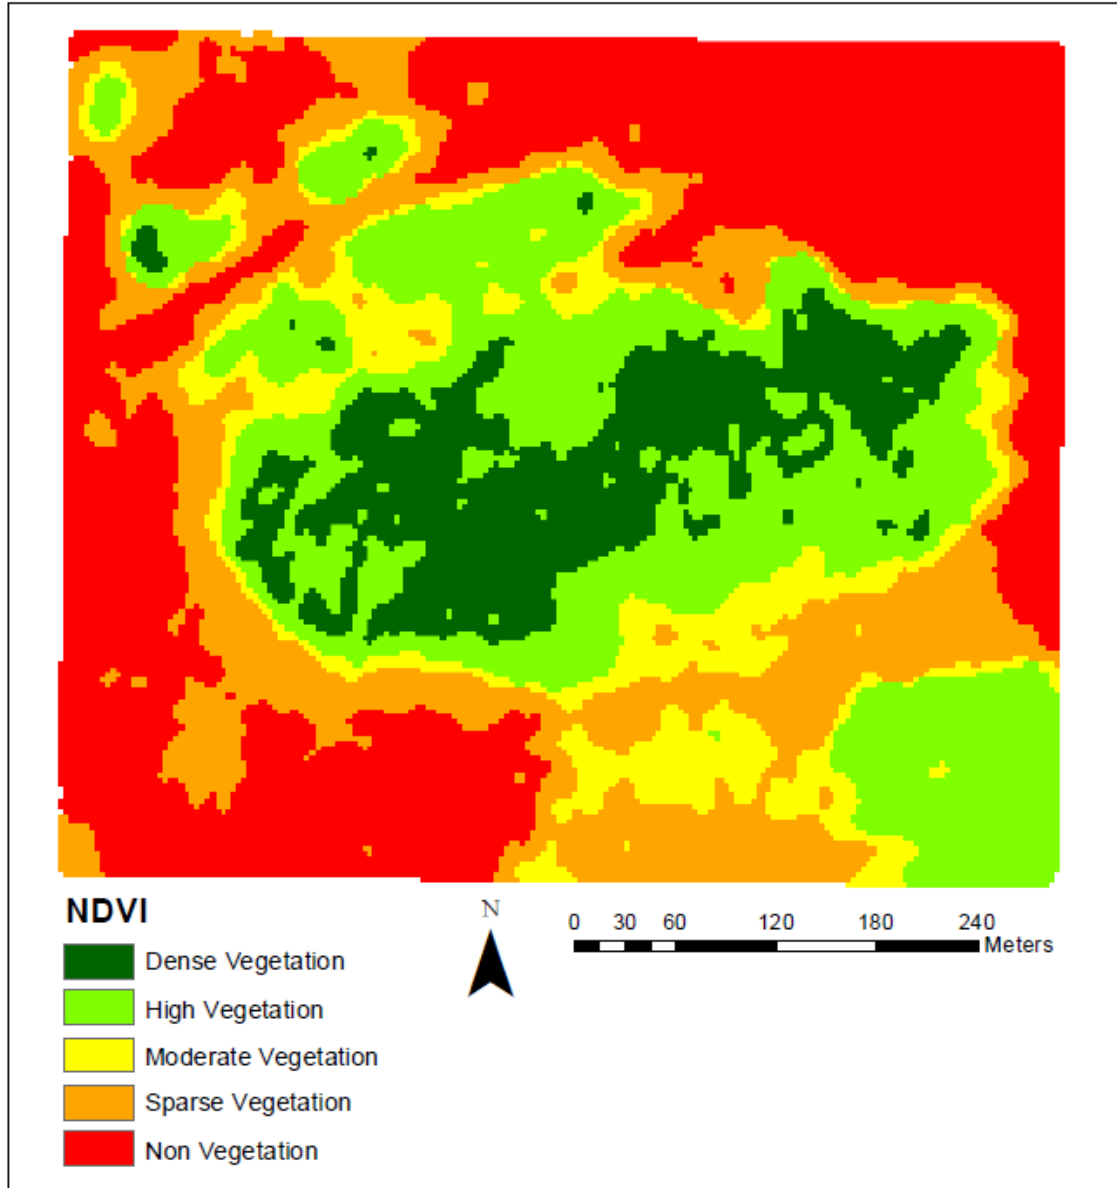 NDVI
Dense Vegetation
High Vegetation
Moderate Vegetation
Sparse Vegetation
Non Vegetation
N
0 30 60 120 180 240
Meters